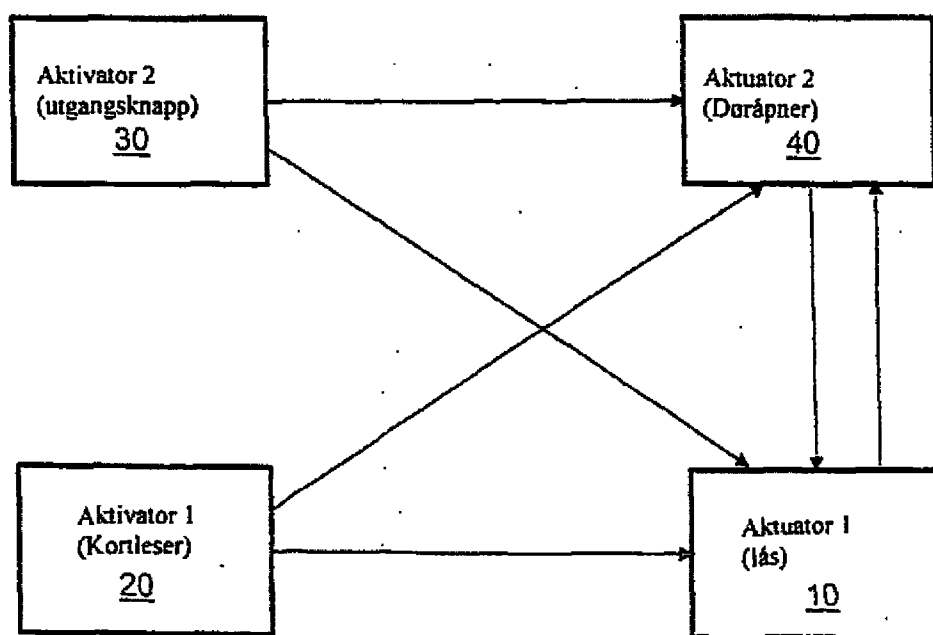 Aktivator 2
(utgangsknapp)
30
Aktuator 2
(Døråpner)
40
Aktivator 1
(Kortleser)
20
Aktuator 1
(lås)
10